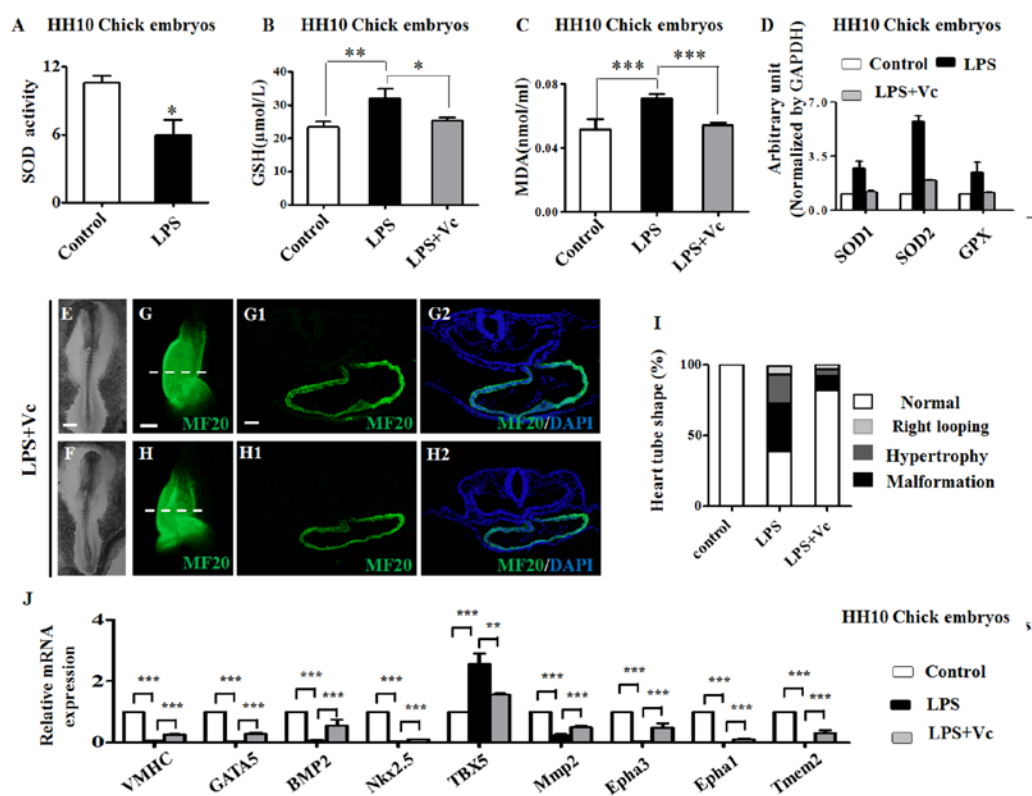 A HH10 Chick embryos
SOD activity
12
6
0
*
Control
LPS
B HH10 Chick embryos
GSH(μmol/L)
40
30
20
10
0
**
*
Control
LPS
LPS+Vc
C HH10 Chick embryos
MDA(nmol/ml)
0.08
0.04
0.00
***
***
Control
LPS
LPS+Vc
D HH10 Chick embryos
Control LPS
LPS+Vc
Arbitrary unit
(Normalized by GAPDH)
7.0
3.5
0.0
SOD1
SOD2
GPX
LPS+Vc
E
G
MF20
G1
MF20
G2
MF20/DAPI
F
H
MF20
H1
MF20
H2
MF20/DAPI
I
Heart tube shape (%)
100
50
0
control
LPS
LPS+Vc
Normal
Right looping
Hypertrophy
Malformation
J
Relative mRNA
expression
4
2
0
*** ***
*** ***
*** ***
*** ***
*** **
*** ***
*** ***
*** ***
*** ***
VMHC
GATA5
BMP2
Nkx2.5
TBX5
Mmp2
Epha3
Epha1
Tmem2
HH10 Chick embryos
s
Control
LPS
LPS+Vc